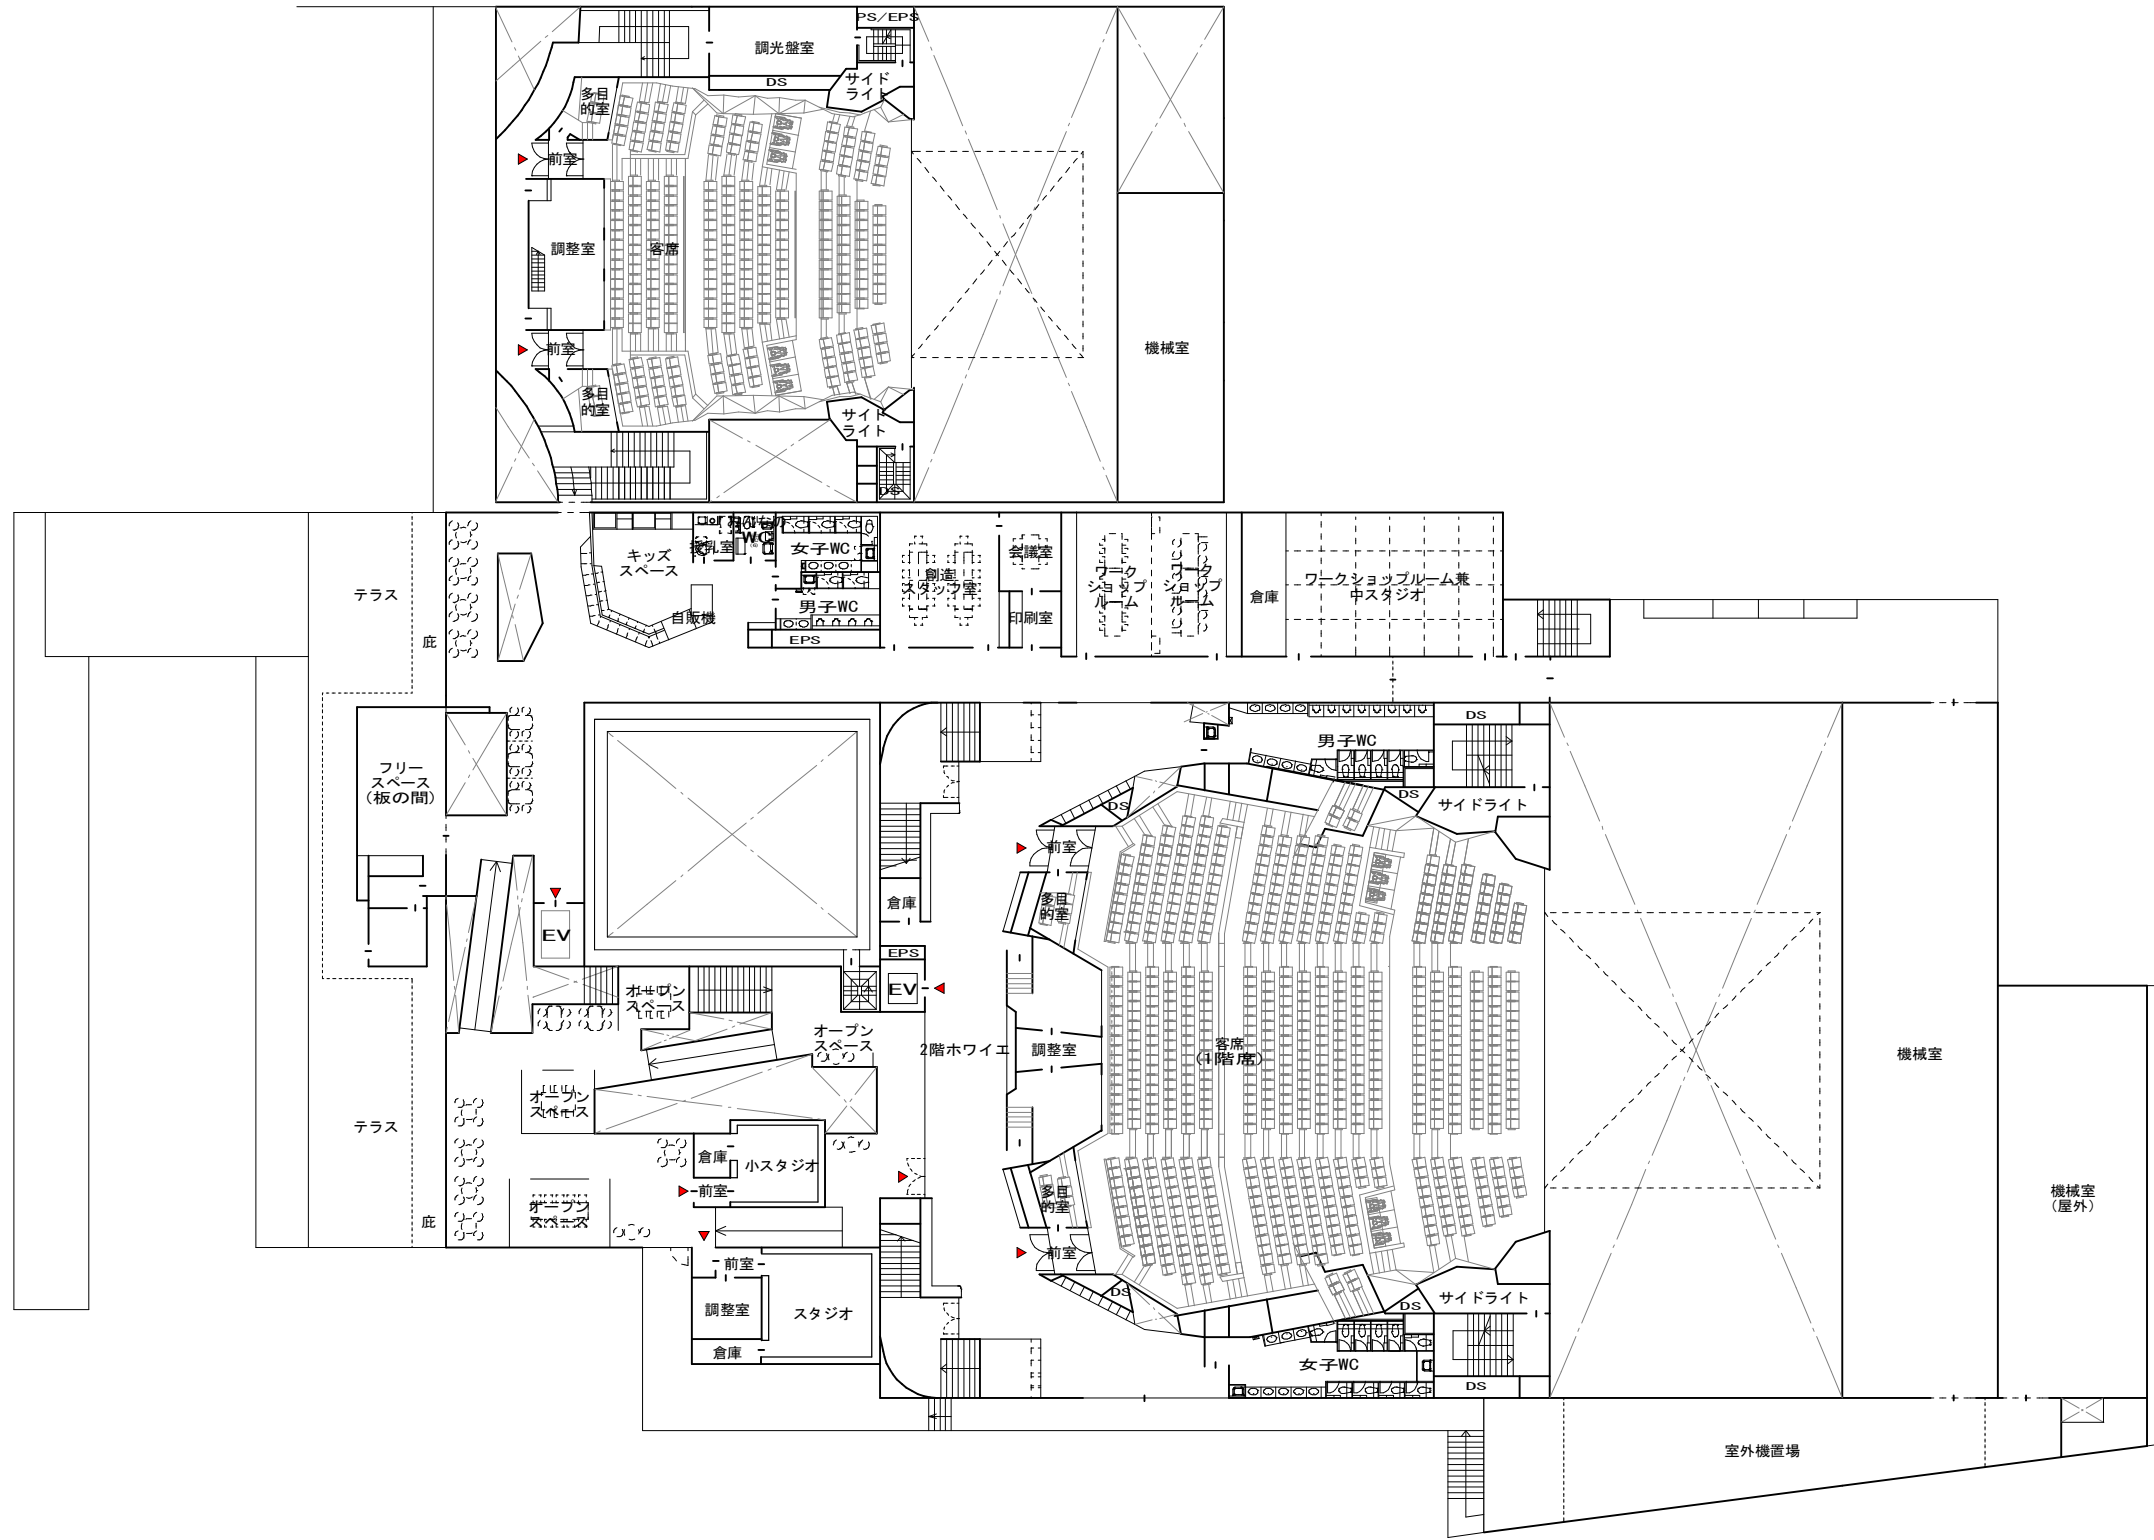 PS／EPS
調光盤室
DS
サイド
ライト
多目
的室
前室
調整室
客席
機械室
前室
多目
的室
サイド
ライト
DS
授乳室
WC
女子WC
キッズ
スペース
自販機
男子WC
EPS
創造
スタッフ室
会議室
印刷室
ワーク
ショップ
ルーム
ワーク
ショップ
ルーム
倉庫
ワークショップルーム兼
中スタジオ
テラス
庇
フリー
スペース
（板の間）
EV
オープン
スペース
オープン
スペース
オープン
スペース
オープン
スペース
テラス
庇
倉庫
小スタジオ
前室
前室
調整室
スタジオ
倉庫
倉庫
EPS
EV
2階ホワイエ
DS
男子WC
DS
DS
サイドライト
前室
多目
的室
調整室
客席
（1階席）
多目
的室
前室
DS
DS
サイドライト
女子WC
DS
機械室
機械室
（屋外）
室外機置場